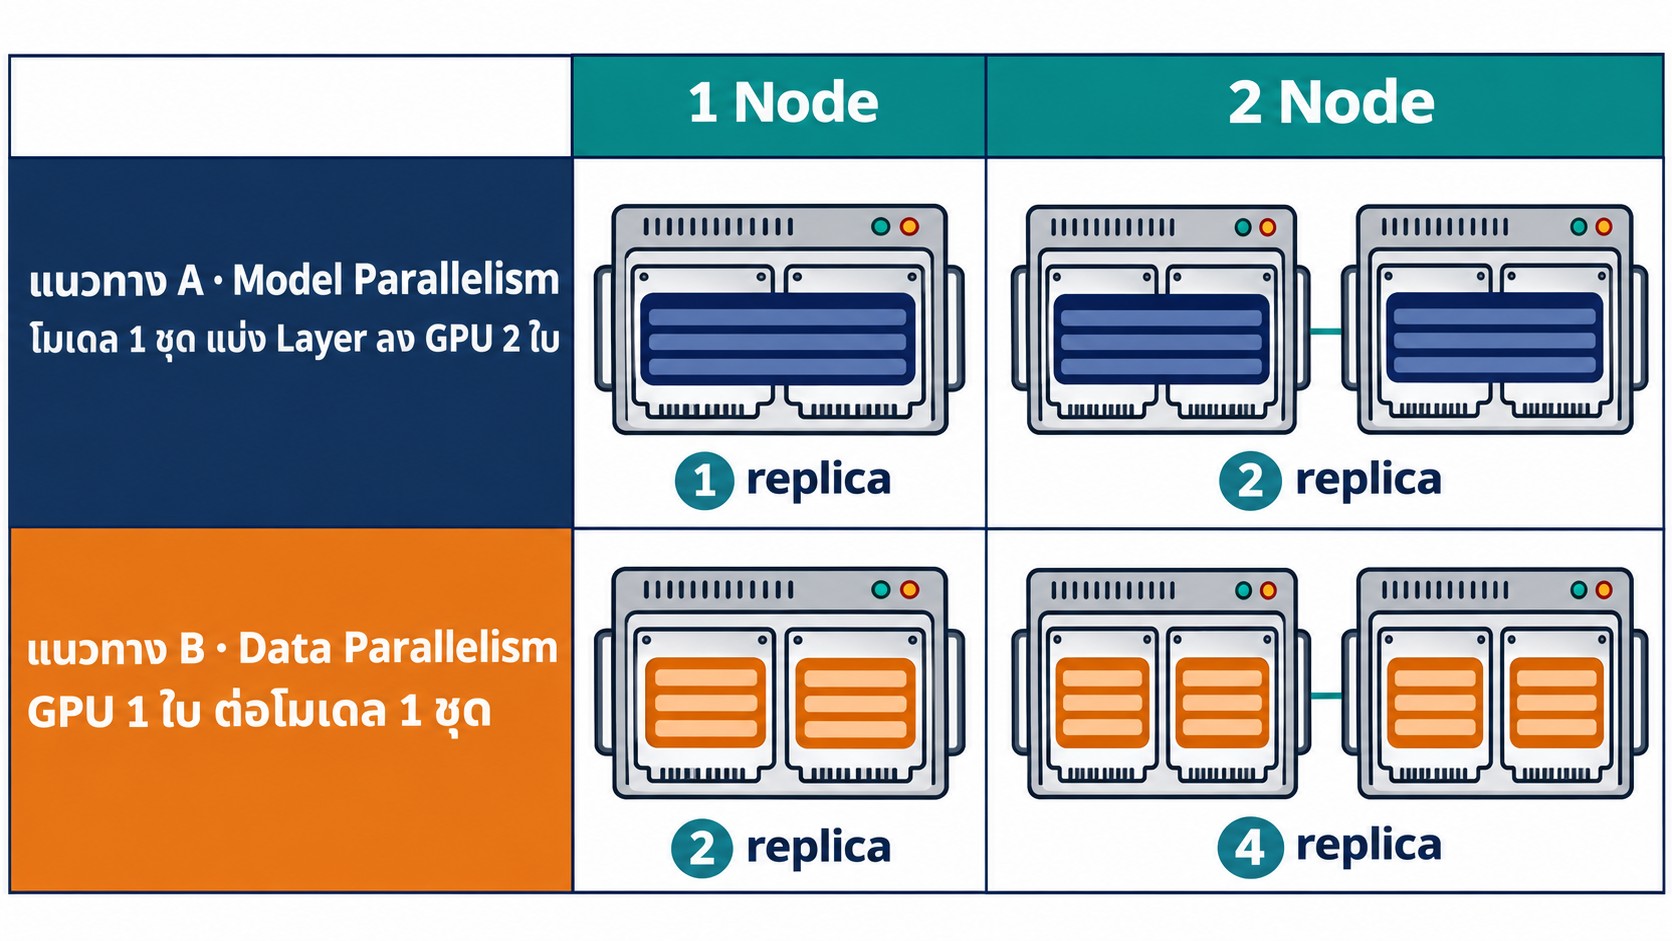 1 Node
2 Node
แนวทาง A · Model Parallelism
โมเดล 1 ชุด แบ่ง Layer ลง GPU 2 ใบ
1 replica
2 replica
แนวทาง B · Data Parallelism
GPU 1 ใบ ต่อโมเดล 1 ชุด
2 replica
4 replica